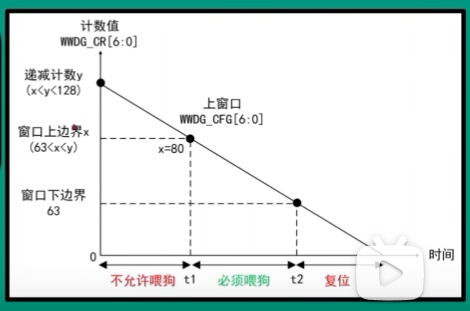 计数值
WWDG_CR[6:0]
递减计数y
(x<y<128)
上窗口
WWDG_CFG[6:0]
窗口上边界x
(63<x<y)
x=80
窗口下边界
63
0
时间
不允许喂狗 t1 必须喂狗 t2 复位